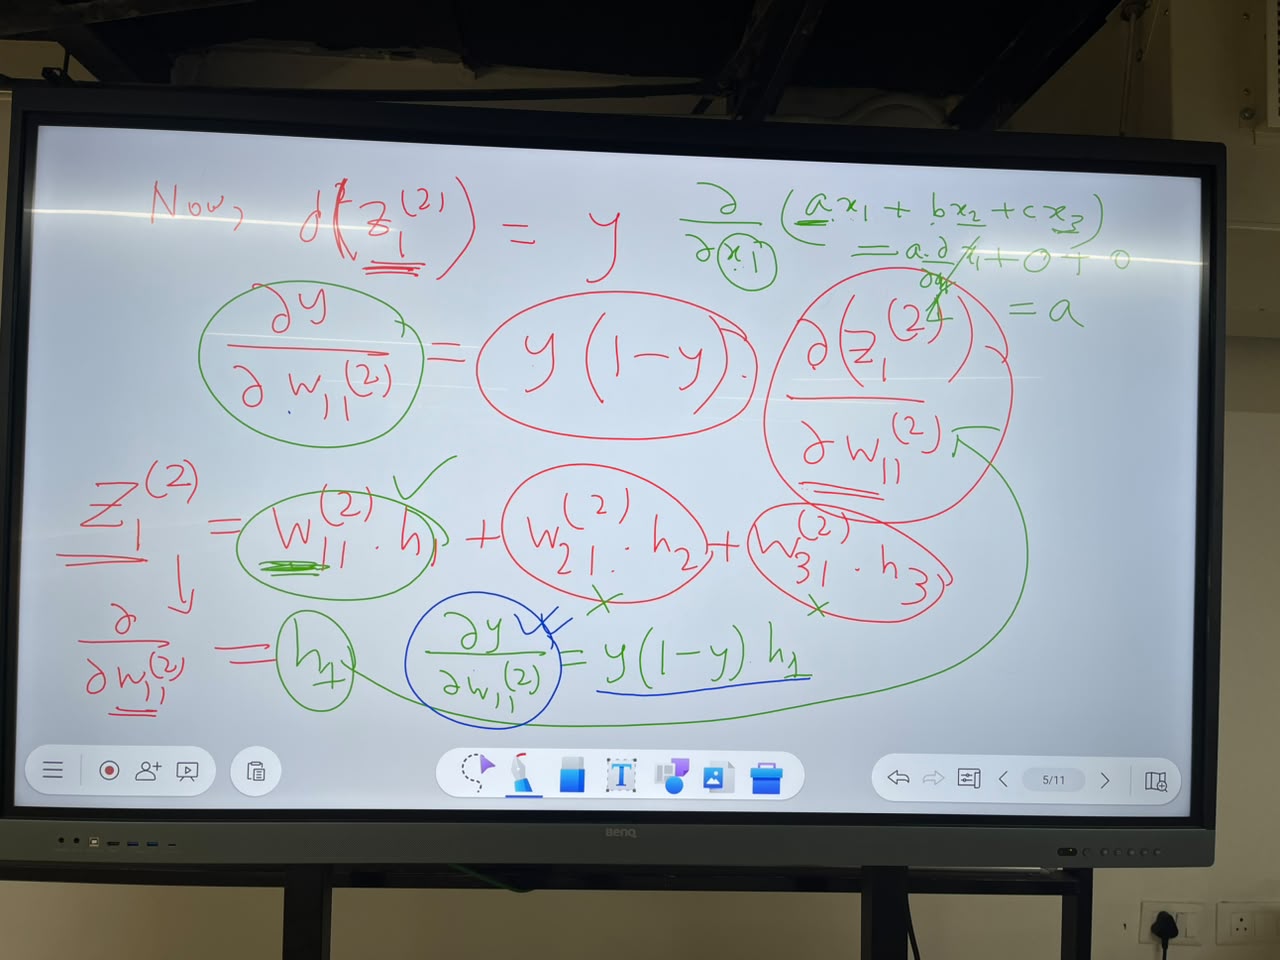 Now, σ(z₁⁽²⁾) = y
∂/∂x₁ (ax₁ + bx₂ + cx₃)
= a·∂/∂x₁ x₁ + 0 + 0
= a
∂y/∂w₁₁⁽²⁾ = y(1-y) · ∂(z₁⁽²⁾)/∂w₁₁⁽²⁾
z₁⁽²⁾ = w₁₁⁽²⁾·h₁ + w₂₁⁽²⁾·h₂ + w₃₁⁽²⁾·h₃
↓
∂/∂w₁₁⁽²⁾ = h₁
∂y/∂w₁₁⁽²⁾ = y(1-y)·h₁
T
5/11
BenQ